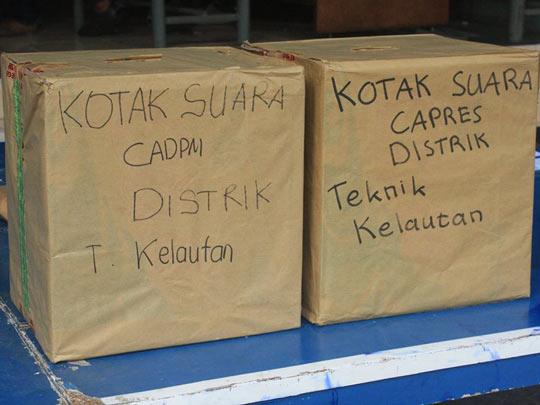 KOTAK SUARA
CADPM
DISTRIK
T. Kelautan
KOTAK SUARA
CAPRES
DISTRIK
Teknik
Kelautan